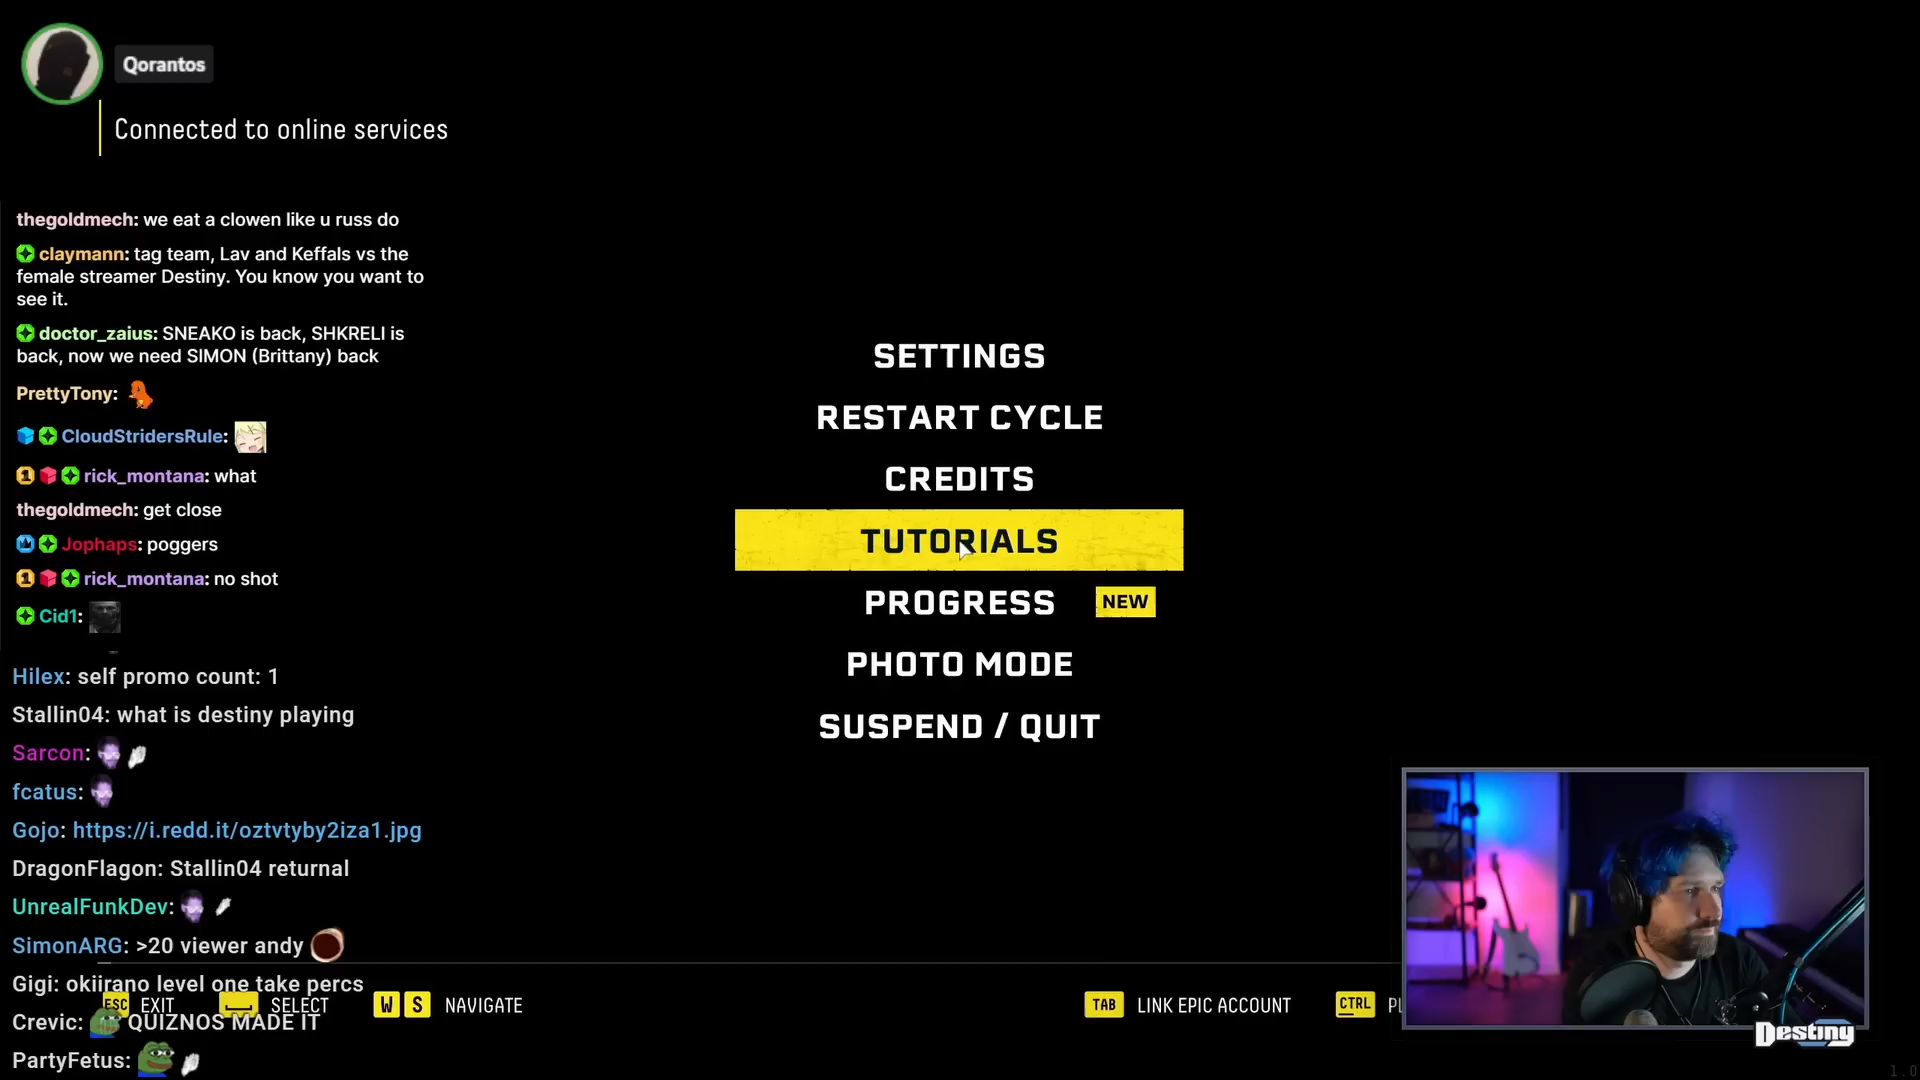 Qorantos
Connected to online services
thegoldmech: we eat a clowen like u russ do
claymann: tag team, Lav and Keffals vs the
female streamer Destiny. You know you want to
see it.
doctor_zaius: SNEAKO is back, SHKRELI is
back, now we need SIMON (Brittany) back
PrettyTony:
CloudStridersRule:
1 rick_montana: what
thegoldmech: get close
Jophaps: poggers
1 rick_montana: no shot
Cid1:
Hilex: self promo count: 1
Stallin04: what is destiny playing
Sarcon:
fcatus:
Gojo: https://i.redd.it/oztvtyby2iza1.jpg
DragonFlagon: Stallin04 returnal
UnrealFunkDev:
SimonARG: >20 viewer andy
Gigi: okiirano level one take percs
Crevic: QUIZNOS MADE IT
PartyFetus:
SETTINGS
RESTART CYCLE
CREDITS
TUTORIALS
PROGRESS NEW
PHOTO MODE
SUSPEND / QUIT
ESC EXIT SELECT W S NAVIGATE
TAB LINK EPIC ACCOUNT CTRL PL
Destiny
1.0